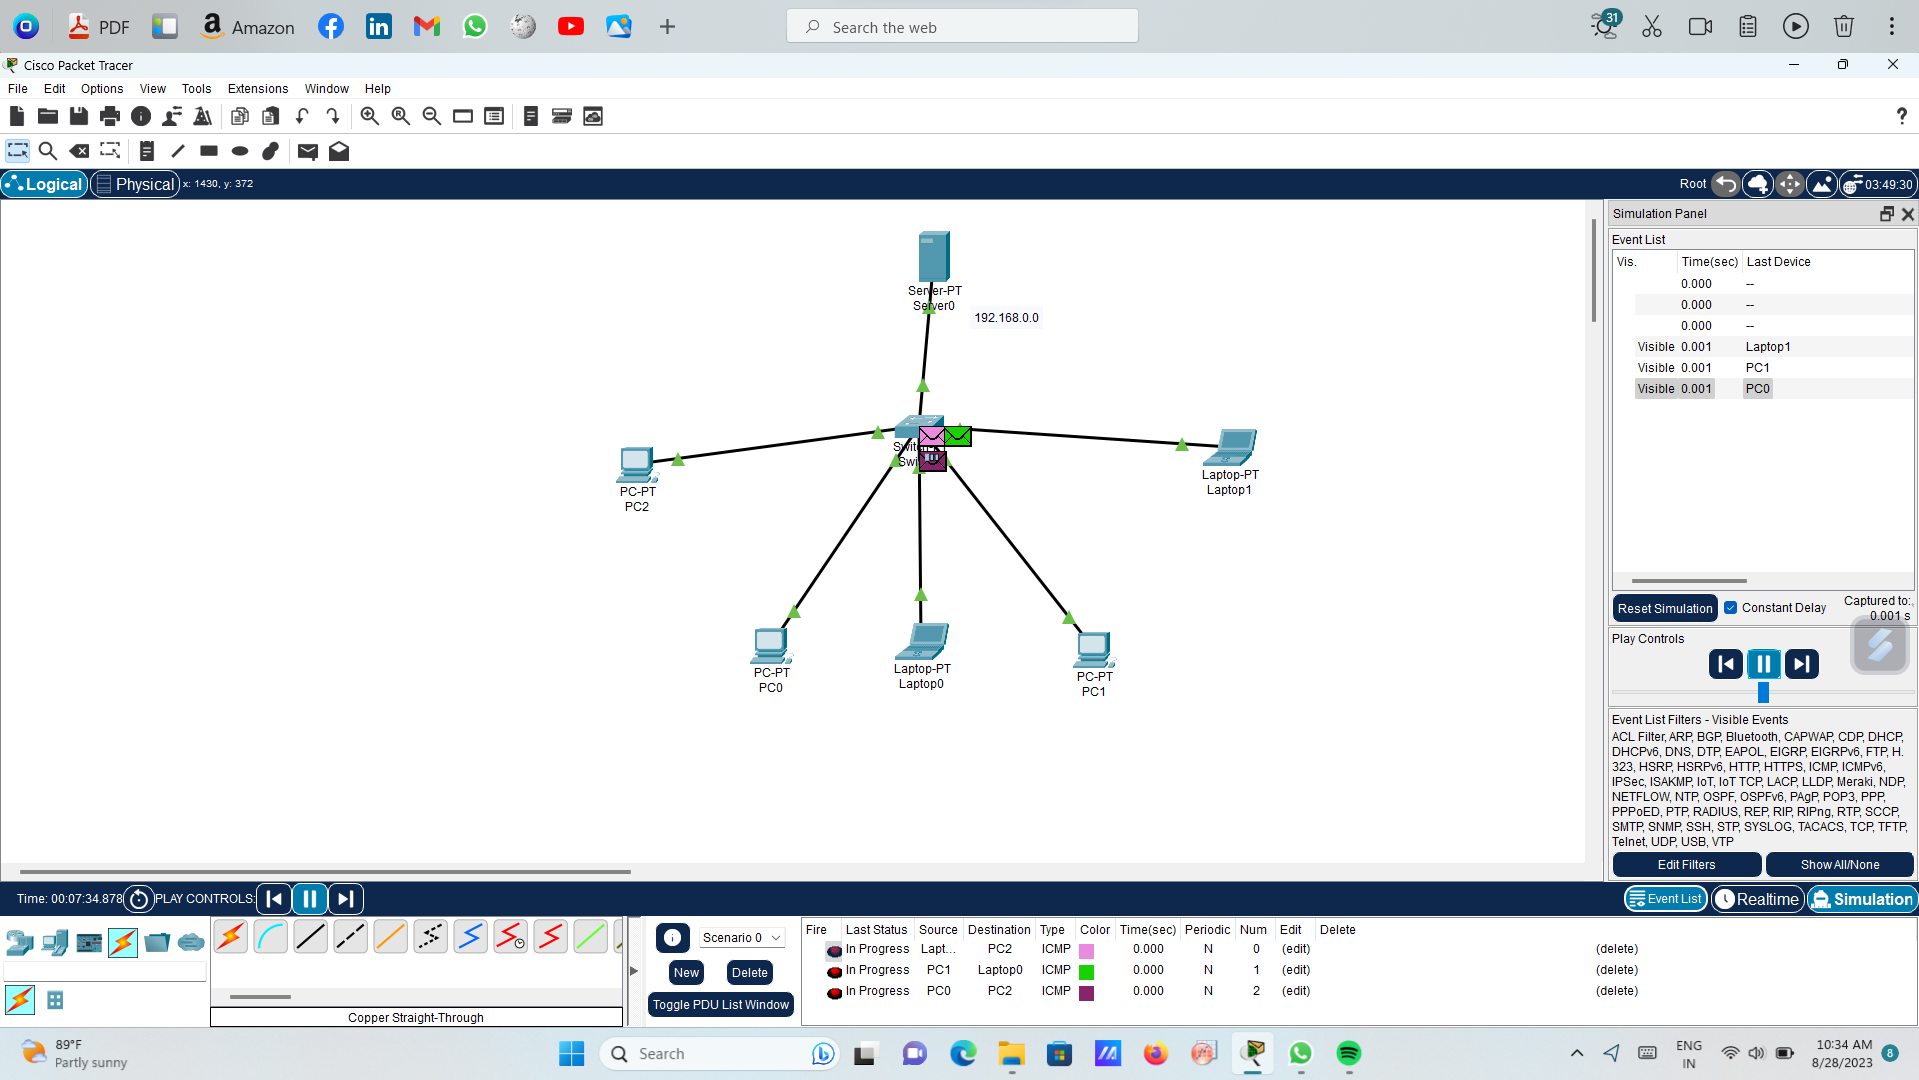 PDF
Amazon
Search the web
31
Cisco Packet Tracer
File Edit Options View Tools Extensions Window Help
Logical Physical x: 1430, y: 372
Root 03:49:30
Server-PT
Server0
192.168.0.0
PC-PT
PC2
Laptop-PT
Laptop1
PC-PT
PC0
Laptop-PT
Laptop0
PC-PT
PC1
Simulation Panel
Event List
Vis. Time(sec) Last Device
0.000 --
0.000 --
0.000 --
Visible 0.001 Laptop1
Visible 0.001 PC1
Visible 0.001 PC0
Reset Simulation Constant Delay Captured to:
0.001 s
Play Controls
Event List Filters - Visible Events
ACL Filter, ARP, BGP, Bluetooth, CAPWAP, CDP, DHCP,
DHCPv6, DNS, DTP, EAPOL, EIGRP, EIGRPv6, FTP, H.
323, HSRP, HSRPv6, HTTP, HTTPS, ICMP, ICMPv6,
IPSec, ISAKMP, IoT, IoT TCP, LACP, LLDP, Meraki, NDP,
NETFLOW, NTP, OSPF, OSPFv6, PAgP, POP3, PPP,
PPPoED, PTP, RADIUS, REP, RIP, RIPng, RTP, SCCP,
SMTP, SNMP, SSH, STP, SYSLOG, TACACS, TCP, TFTP,
Telnet, UDP, USB, VTP
Edit Filters Show All/None
Time: 00:07:34.878 PLAY CONTROLS:
Event List Realtime Simulation
Copper Straight-Through
Scenario 0
New Delete
Toggle PDU List Window
Fire Last Status Source Destination Type Color Time(sec) Periodic Num Edit Delete
In Progress Lapt... PC2 ICMP 0.000 N 0 (edit) (delete)
In Progress PC1 Laptop0 ICMP 0.000 N 1 (edit) (delete)
In Progress PC0 PC2 ICMP 0.000 N 2 (edit) (delete)
89°F
Partly sunny
Search
ENG
IN
10:34 AM
8/28/2023
8